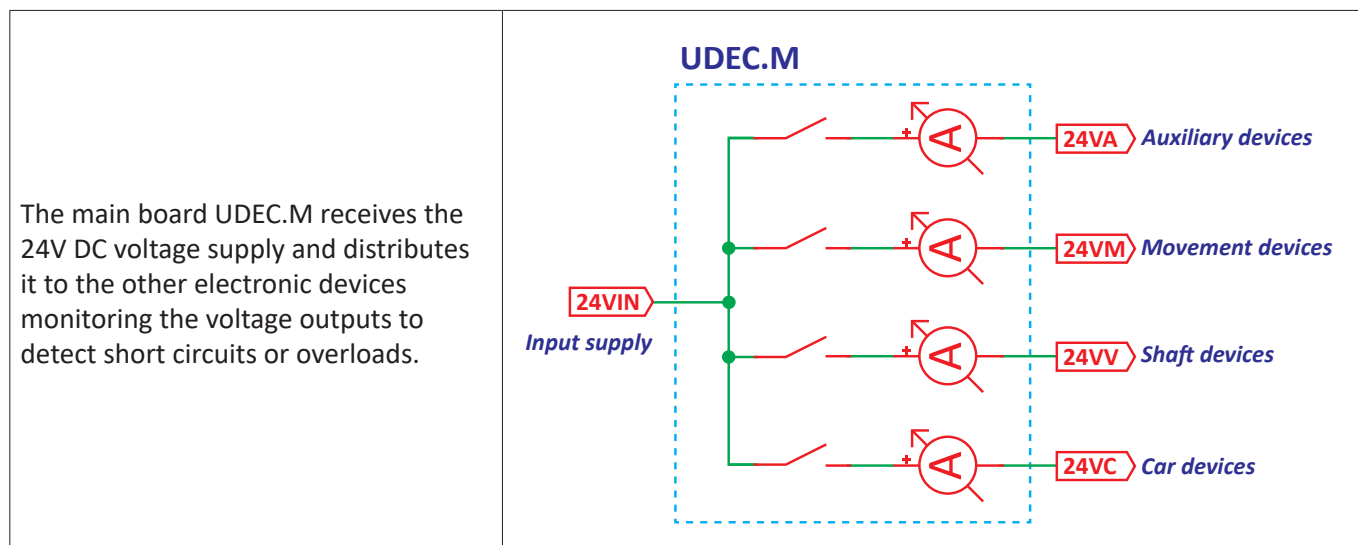 The main board UDEC.M receives the
24V DC voltage supply and distributes
it to the other electronic devices
monitoring the voltage outputs to
detect short circuits or overloads.
UDEC.M
+ A 24VA Auxiliary devices
+ A 24VM Movement devices
24VIN
Input supply
+ A 24VV Shaft devices
+ A 24VC Car devices